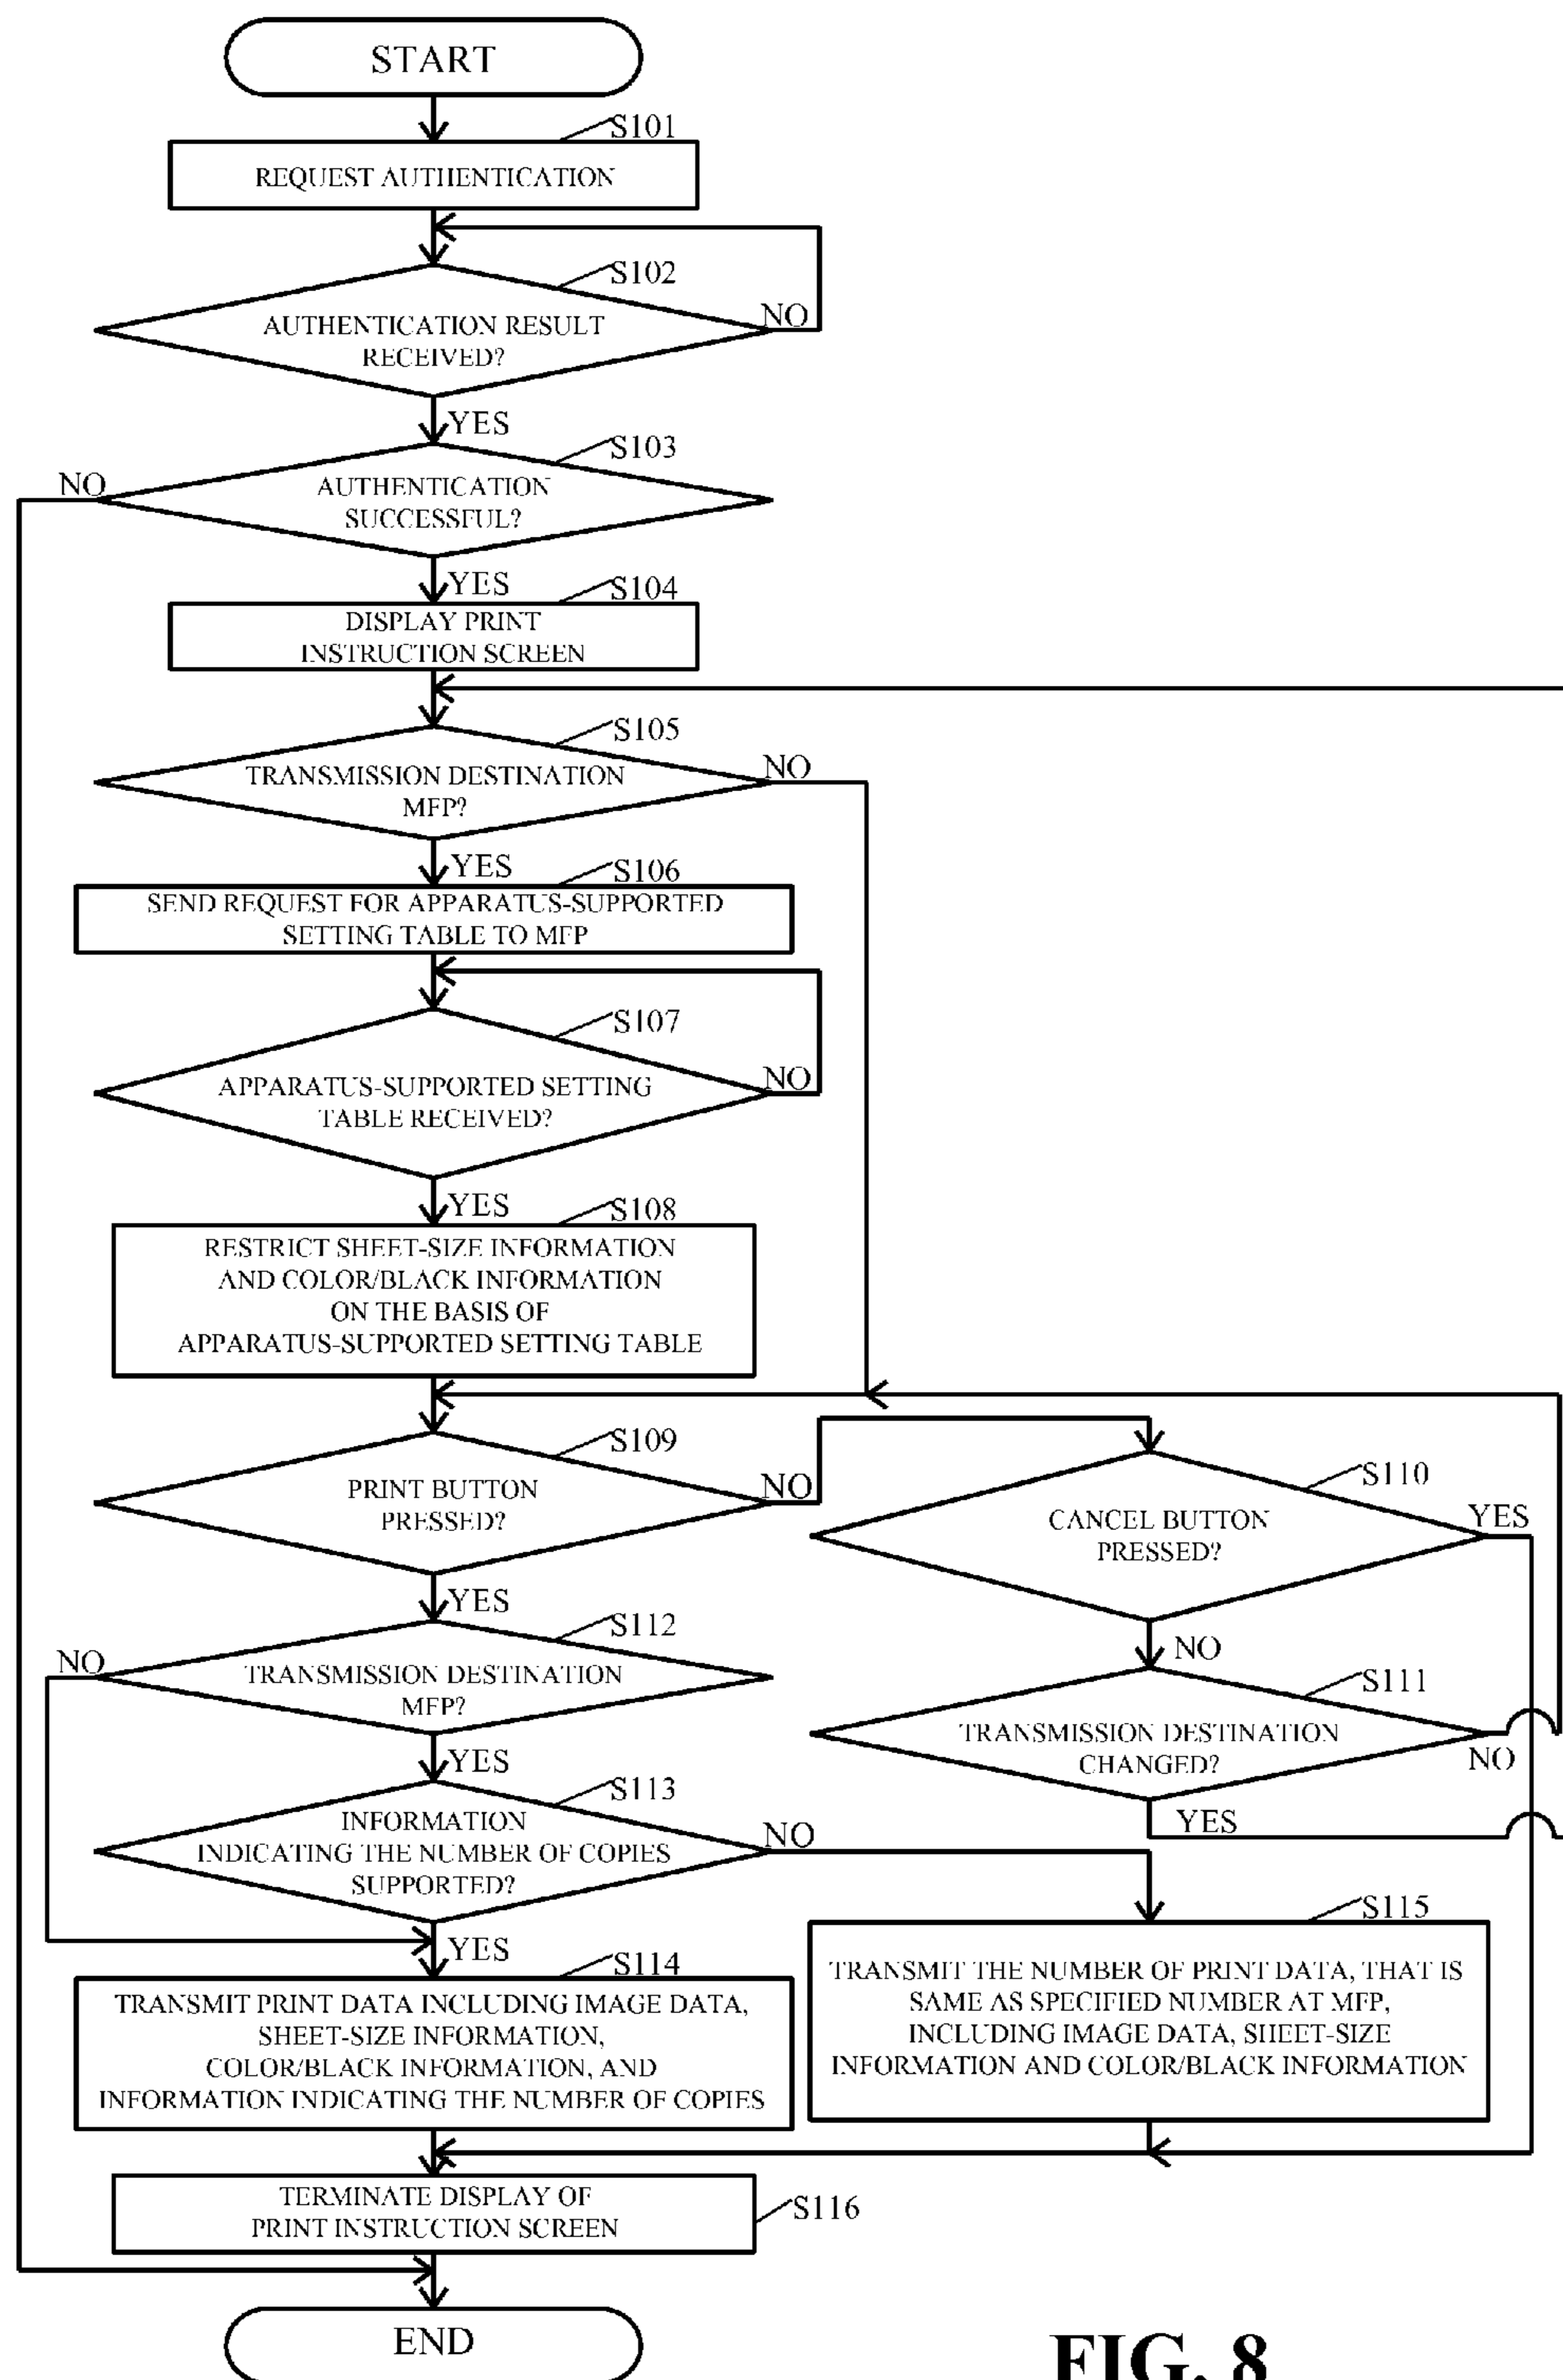 START
S101
REQUEST AUTHENTICATION
S102
AUTHENTICATION RESULT
RECEIVED?
NO
YES
S103
AUTHENTICATION
SUCCESSFUL?
NO
YES
S104
DISPLAY PRINT
INSTRUCTION SCREEN
S105
TRANSMISSION DESTINATION
MFP?
NO
YES
S106
SEND REQUEST FOR APPARATUS-SUPPORTED
SETTING TABLE TO MFP
S107
APPARATUS-SUPPORTED SETTING
TABLE RECEIVED?
NO
YES
S108
RESTRICT SHEET-SIZE INFORMATION
AND COLOR/BLACK INFORMATION
ON THE BASIS OF
APPARATUS-SUPPORTED SETTING TABLE
S109
PRINT BUTTON
PRESSED?
NO
YES
S110
CANCEL BUTTON
PRESSED?
YES
NO
S111
TRANSMISSION DESTINATION
CHANGED?
NO
YES
S112
TRANSMISSION DESTINATION
MFP?
NO
YES
S113
INFORMATION
INDICATING THE NUMBER OF COPIES
SUPPORTED?
NO
YES
S114
TRANSMIT PRINT DATA INCLUDING IMAGE DATA,
SHEET-SIZE INFORMATION,
COLOR/BLACK INFORMATION, AND
INFORMATION INDICATING THE NUMBER OF COPIES
S115
TRANSMIT THE NUMBER OF PRINT DATA, THAT IS
SAME AS SPECIFIED NUMBER AT MFP,
INCLUDING IMAGE DATA, SHEET-SIZE
INFORMATION AND COLOR/BLACK INFORMATION
TERMINATE DISPLAY OF
PRINT INSTRUCTION SCREEN
S116
END
FIG. 8